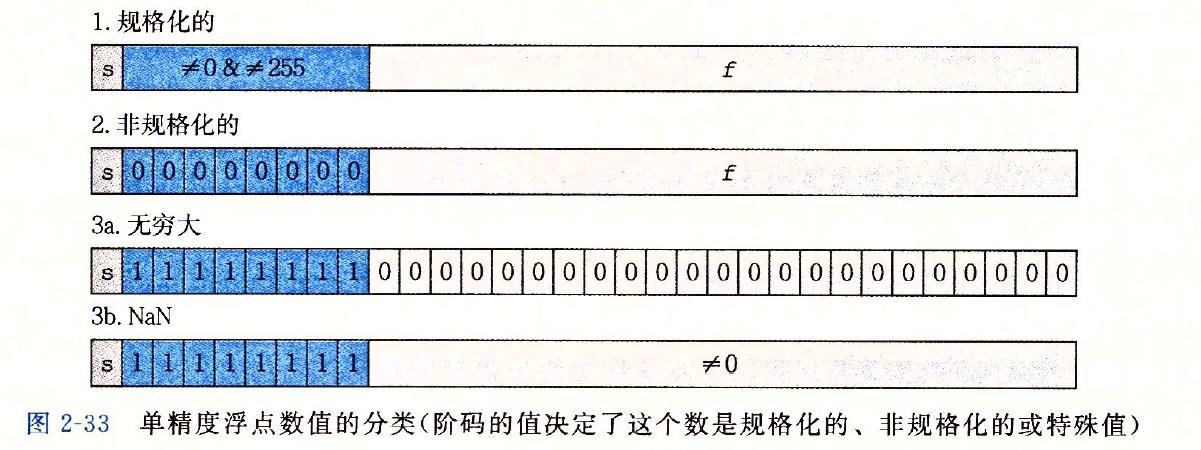 1. 规格化的
s ≠0 & ≠255 f
2. 非规格化的
s 0 0 0 0 0 0 0 0 f
3a. 无穷大
s 1 1 1 1 1 1 1 1 0 0 0 0 0 0 0 0 0 0 0 0 0 0 0 0 0 0 0 0 0 0 0
3b. NaN
s 1 1 1 1 1 1 1 1 ≠0
图 2-33 单精度浮点数值的分类(阶码的值决定了这个数是规格化的、非规格化的或特殊值)